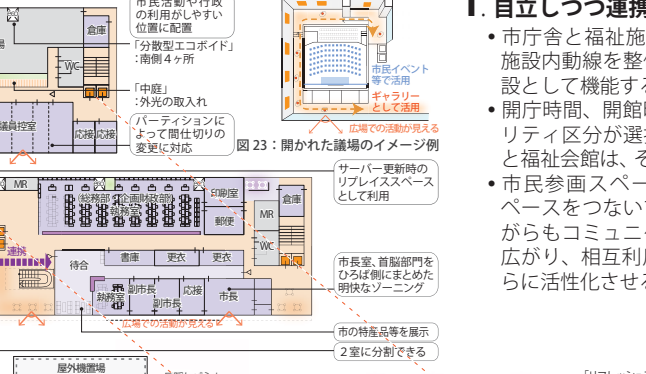 市民活動や行政
の利用がしやすい
位置に配置
「分散型エコボイド」
:南側4ヶ所
「中庭」
:外光の取入れ
パーティションに
よって間仕切りの
変更に対応
倉庫
WC
議員控室
応接
応接
市民イベント
等で活用
ギャラリー
として活用
広場での活動が見える
図 23：開かれた議場のイメージ例
サーバー更新時の
リプレイススペース
として利用
MR
(総務部・企画財政部)
執務室
印刷室
郵便
MR
倉庫
WC
連携
待合
書庫
更衣
更衣
執務室
副市長
副市長
応接
市長
広場での活動が見える
市長室、首脳部門を
ひろば側にまとめた
明快なゾーニング
市の特産品等を展示
２室に分割できる
屋外機置場
1. 自立しつつ連携
• 市庁舎と福祉施
施設内動線を整
設として機能する
• 開庁時間、開館
リティ区分が選
と福祉会館は、そ
• 市民参画スペー
ペースをつない
がらもコミュニ
広がり、相互利
らに活性化させる